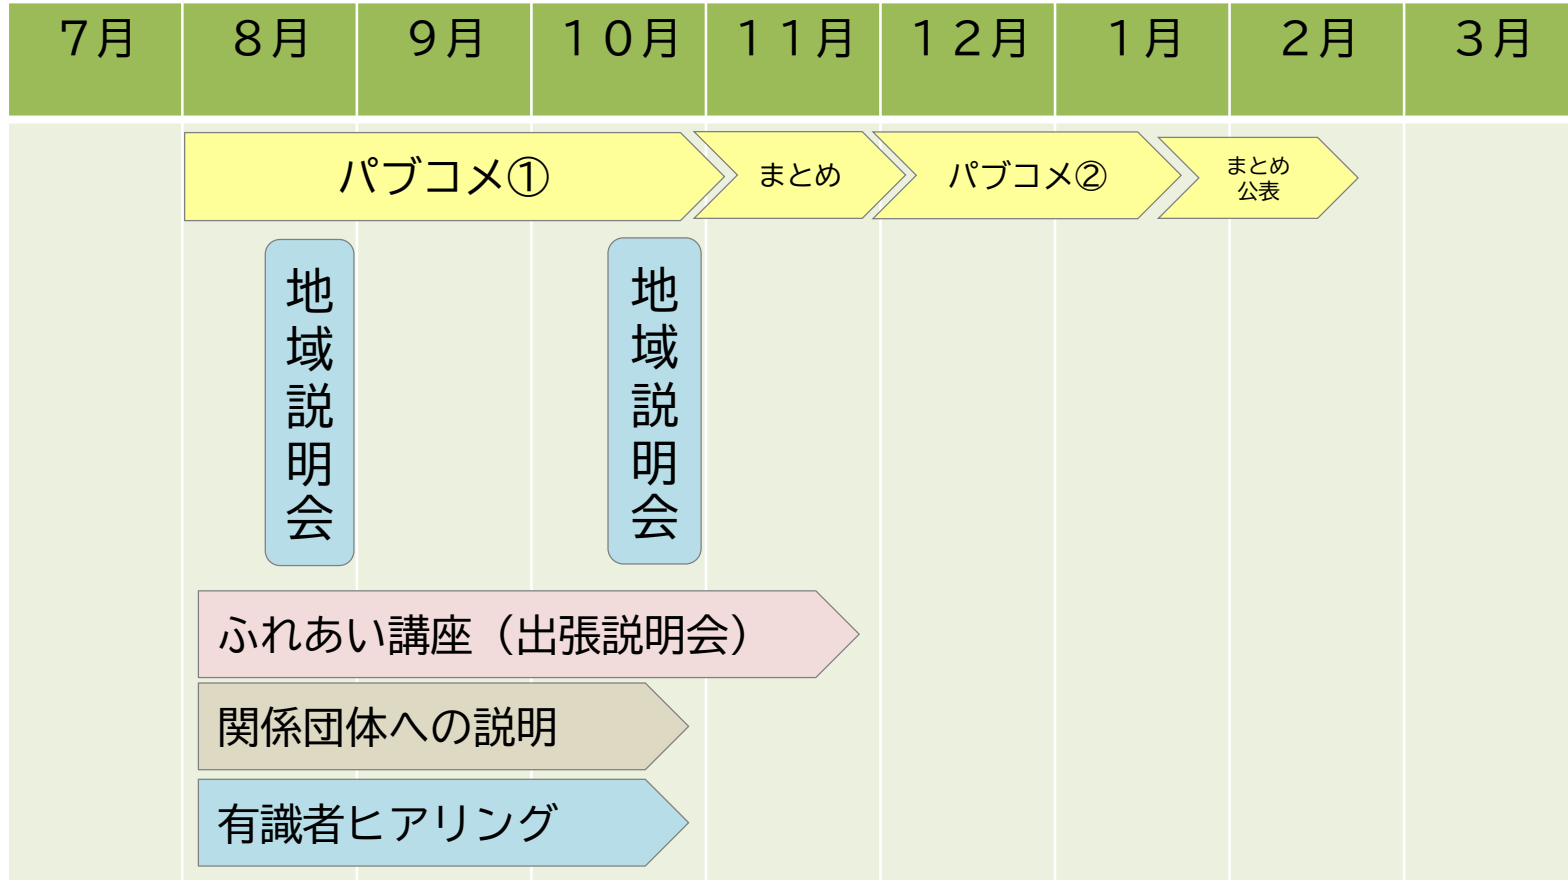 ７月
８月
９月
１０月
１１月
１２月
１月
２月
３月
パブコメ①
まとめ
パブコメ②
まとめ
公表
地域説明会
地域説明会
ふれあい講座（出張説明会）
関係団体への説明
有識者ヒアリング